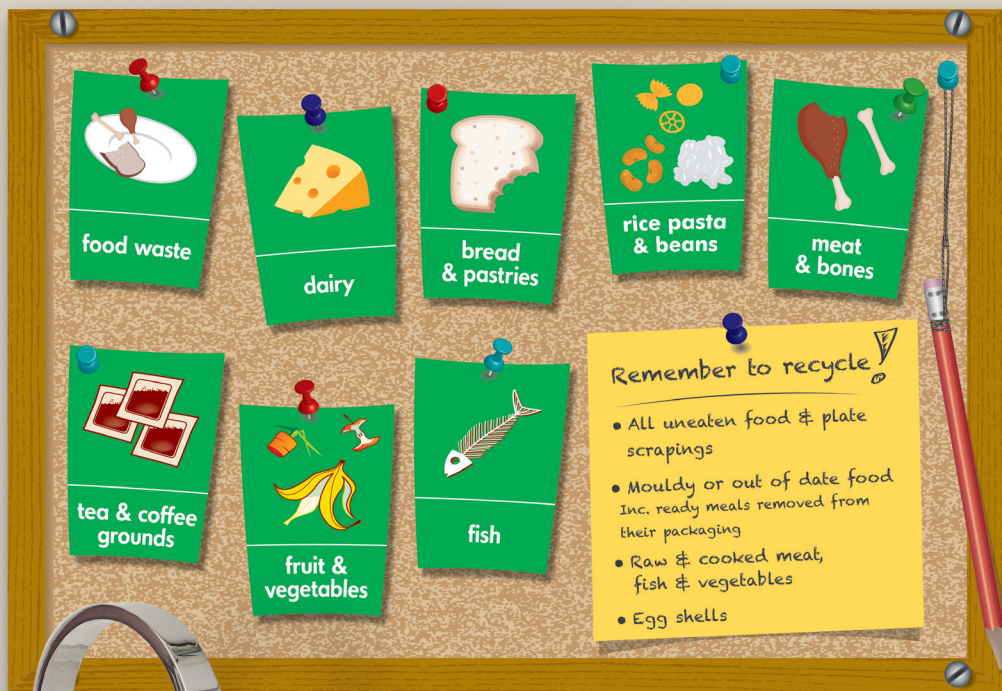 food waste
dairy
bread
& pastries
rice pasta
& beans
meat
& bones
tea & coffee
grounds
fruit &
vegetables
fish
Remember to recycle!
• All uneaten food & plate
scrapings
• Mouldy or out of date food
Inc. ready meals removed from
their packaging
• Raw & cooked meat,
fish & vegetables
• Egg shells